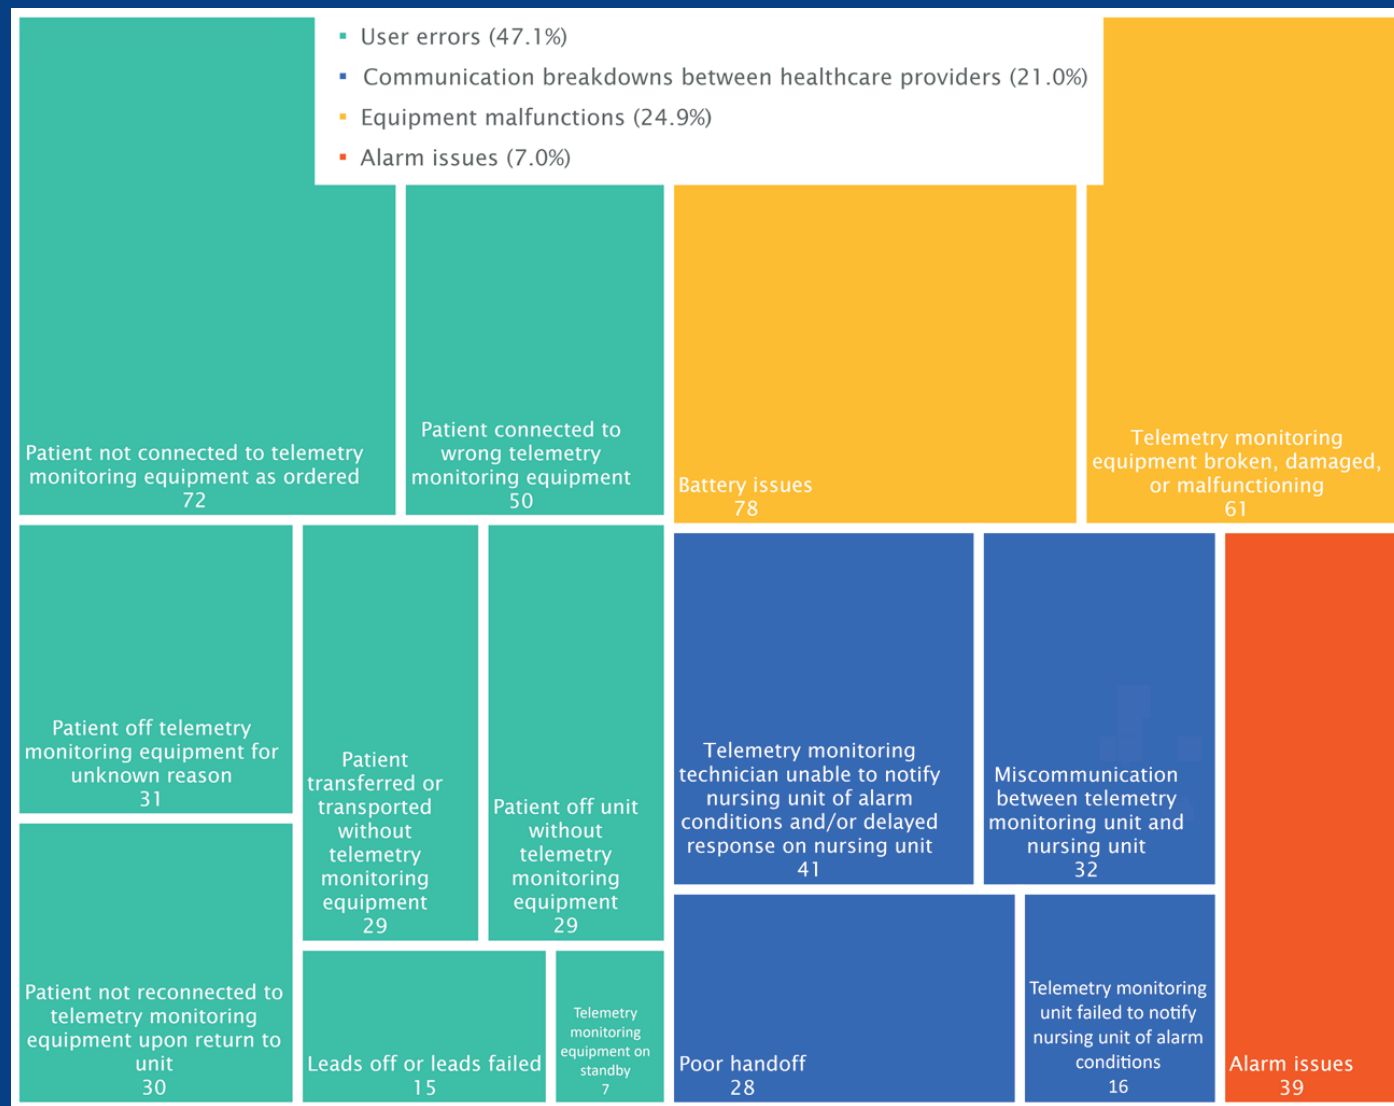 User errors (47.1%)
Communication breakdowns between healthcare providers (21.0%)
Equipment malfunctions (24.9%)
Alarm issues (7.0%)
Patient not connected to telemetry
monitoring equipment as ordered
72
Patient connected to
wrong telemetry
monitoring equipment
50
Battery issues
78
Telemetry monitoring
equipment broken, damaged,
or malfunctioning
61
Patient off telemetry
monitoring equipment for
unknown reason
31
Patient
transferred or
transported
without
telemetry
monitoring
equipment
29
Patient off unit
without
telemetry
monitoring
equipment
29
Telemetry monitoring
technician unable to notify
nursing unit of alarm
conditions and/or delayed
response on nursing unit
41
Miscommunication
between telemetry
monitoring unit and
nursing unit
32
Patient not reconnected to
telemetry monitoring
equipment upon return to
unit
30
Leads off or leads failed
15
Telemetry
monitoring
equipment on
standby
7
Poor handoff
28
Telemetry monitoring
unit failed to notify
nursing unit of alarm
conditions
16
Alarm issues
39